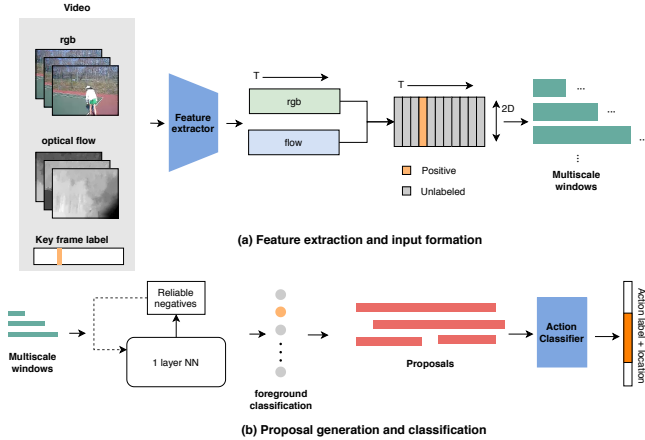 Video
rgb
optical flow
Key frame label
Feature
extractor
T
rgb
flow
T
2D
Positive
Unlabeled
...
...
..
...
Multiscale
windows
(a) Feature extraction and input formation
Multiscale
windows
Reliable
negatives
1 layer NN
foreground
classification
Proposals
Action
Classifier
Action label + location
(b) Proposal generation and classification